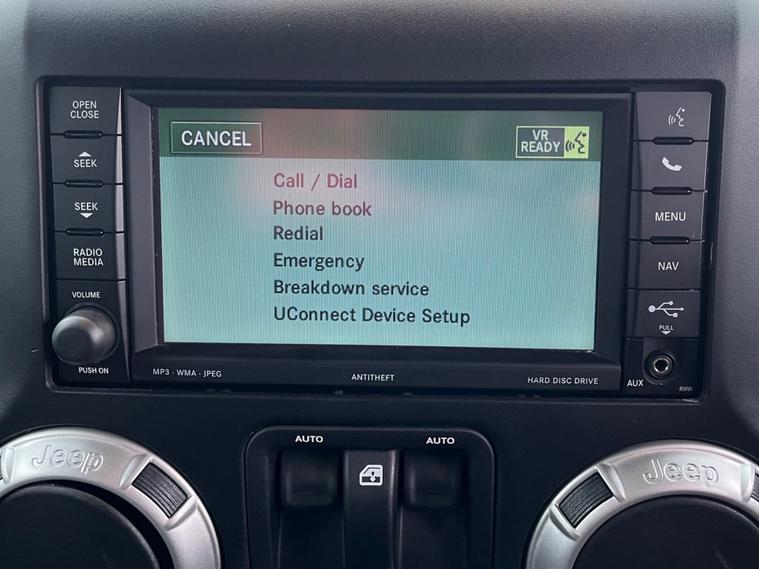 OPEN
CLOSE
SEEK
SEEK
RADIO
MEDIA
VOLUME
PUSH ON
CANCEL
VR
READY
Call / Dial
Phone book
Redial
Emergency
Breakdown service
UConnect Device Setup
MENU
NAV
PULL
AUX
RHW
MP3 · WMA · JPEG
ANTITHEFT
HARD DISC DRIVE
AUTO
AUTO
Jeep
Jeep